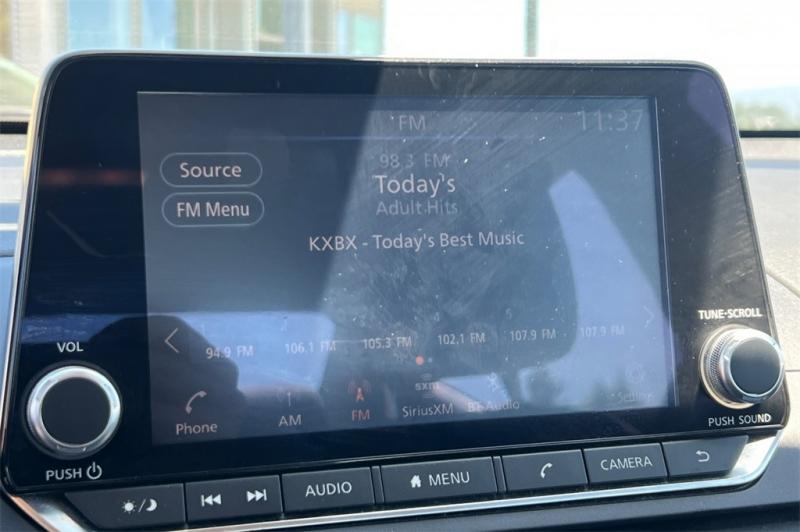 FM
11:37
Source
98.3 FM
Today's
FM Menu
Adult Hits
KXBX - Today's Best Music
TUNE·SCROLL
VOL
94.9 FM 106.1 FM 105.3 FM 102.1 FM 107.9 FM 107.9 FM
Phone AM FM sxm SiriusXM BT Audio Settings
PUSH SOUND
PUSH
AUDIO MENU CAMERA